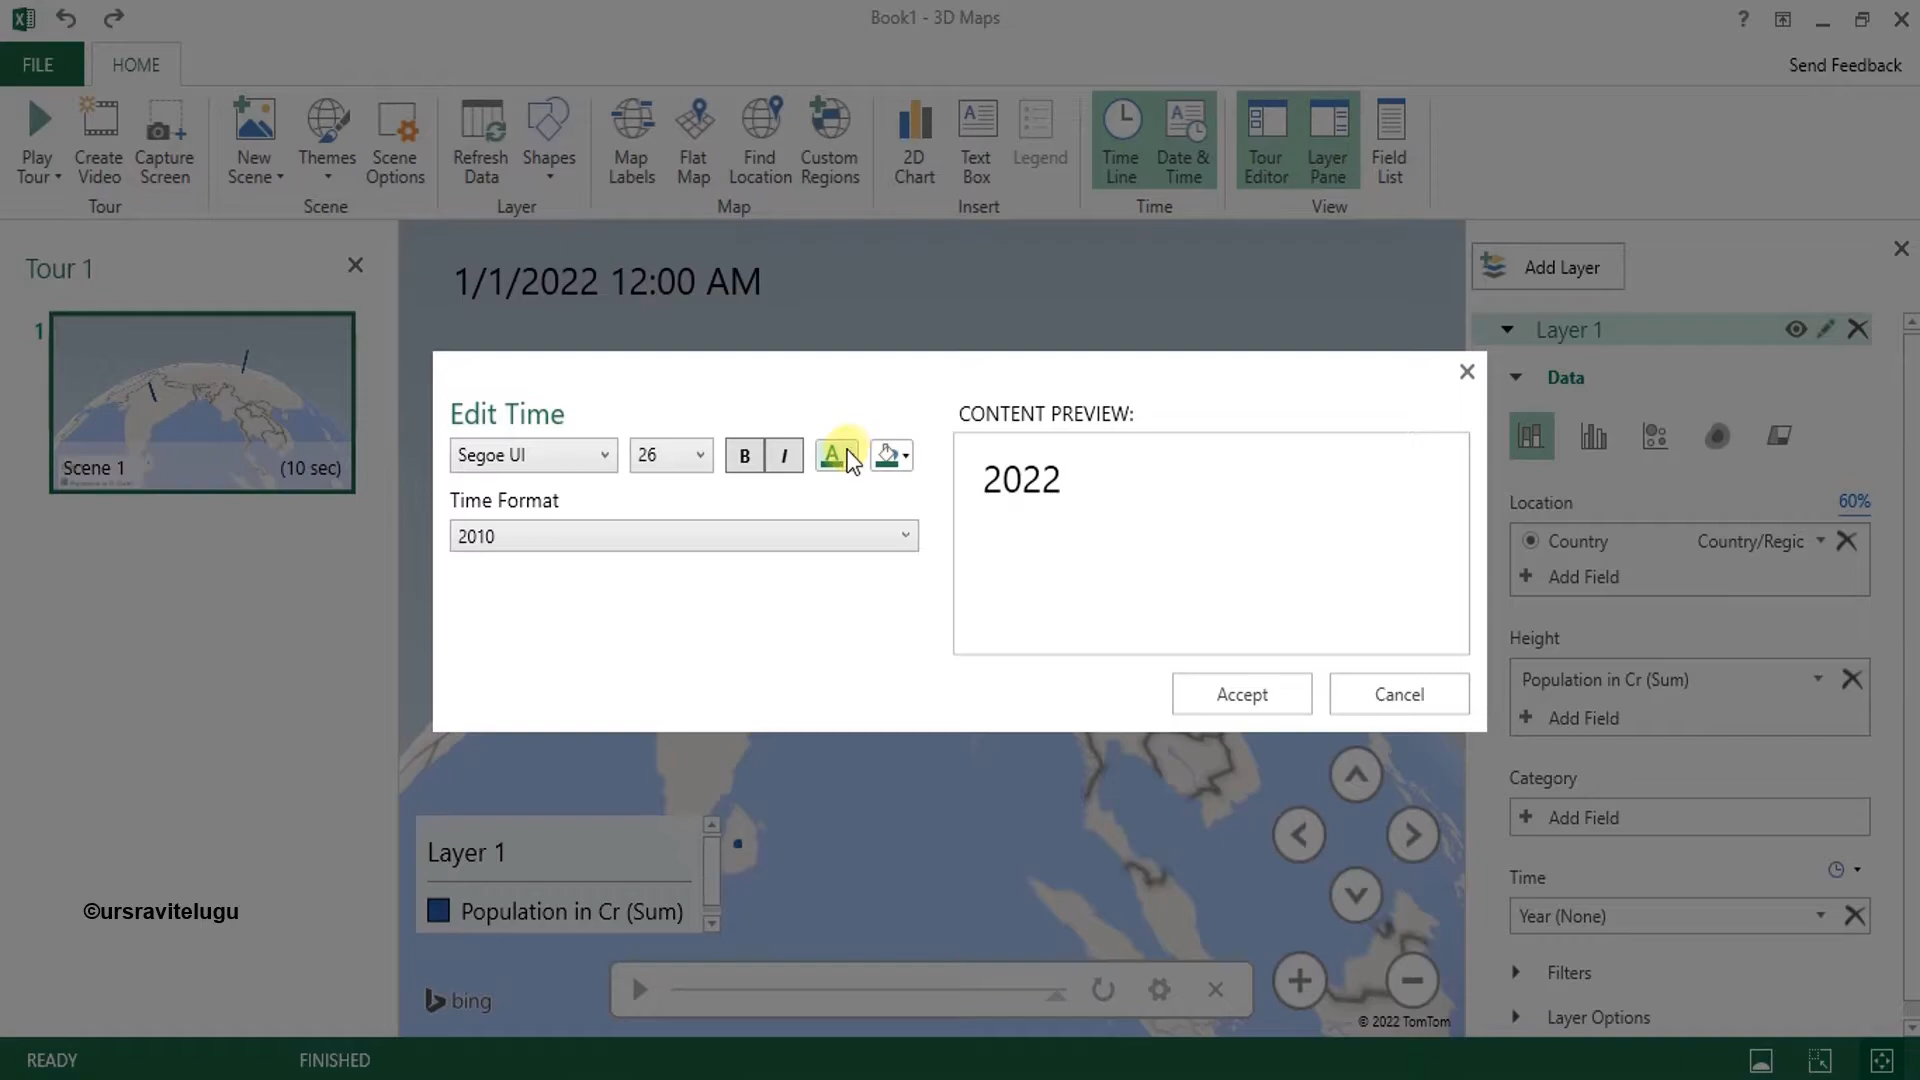 Book1 - 3D Maps
?
FILE
HOME
Send Feedback
Play Tour
Create Video
Capture Screen
New Scene
Themes
Scene Options
Refresh Data
Shapes
Map Labels
Flat Map
Find Location
Custom Regions
2D Chart
Text Box
Legend
Time Line
Date & Time
Tour Editor
Layer Pane
Field List
Tour
Scene
Layer
Map
Insert
Time
View
Tour 1
1
Scene 1
(10 sec)
1/1/2022 12:00 AM
Edit Time
Segoe UI
26
B
I
A
Time Format
2010
CONTENT PREVIEW:
2022
Accept
Cancel
Add Layer
Layer 1
Data
Location
60%
Country
Country/Regic
Add Field
Height
Population in Cr (Sum)
Add Field
Category
Add Field
Time
Year (None)
Filters
Layer Options
Layer 1
Population in Cr (Sum)
©ursravitelugu
bing
© 2022 TomTom
READY
FINISHED